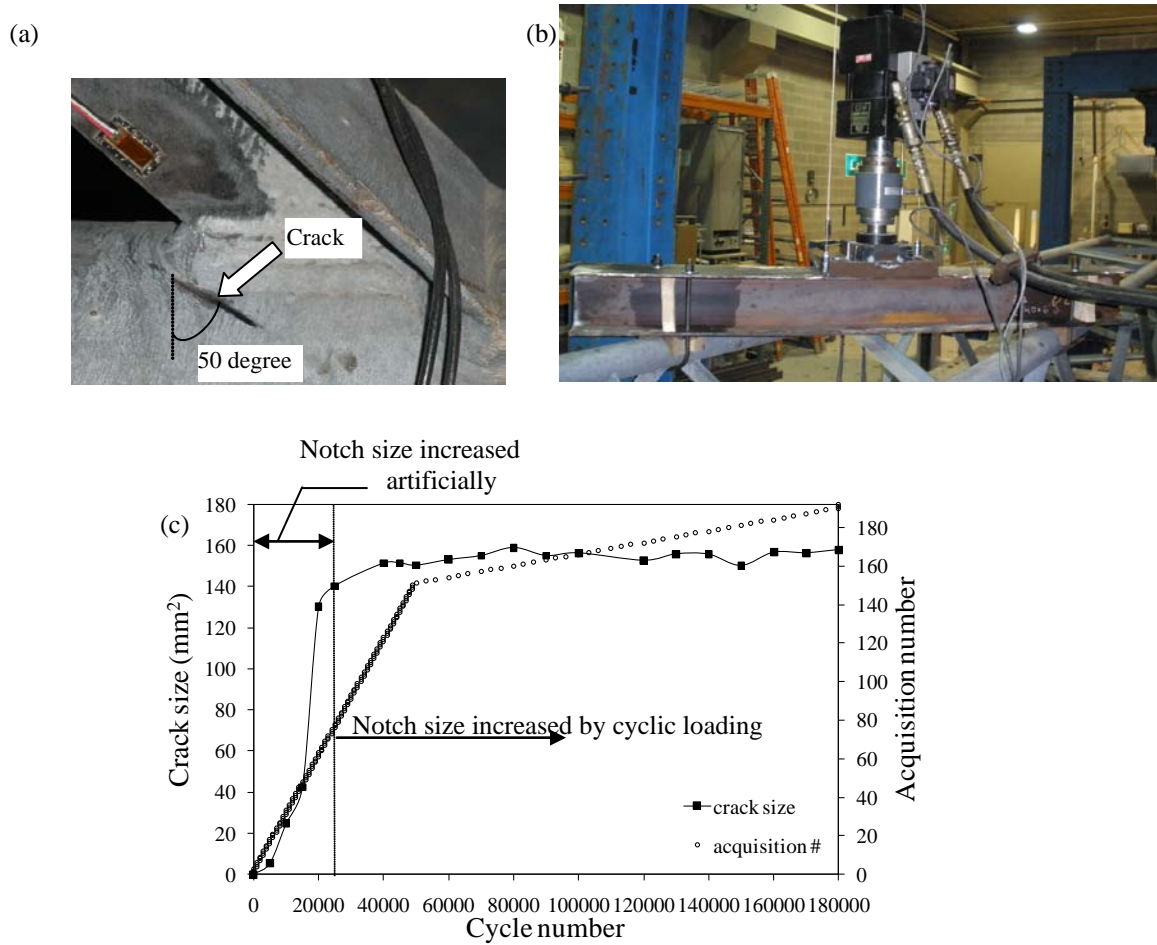 (a)
(b)
Crack
50 degree
Notch size increased
artificially
(c)
180
160
140
120
100
80
60
40
20
0
Crack size (mm²)
180
160
140
120
100
80
60
40
20
0
Acquisition number
Notch size increased by cyclic loading
crack size
acquisition #
0 20000 40000 60000 80000 100000 120000 140000 160000 180000
Cycle number